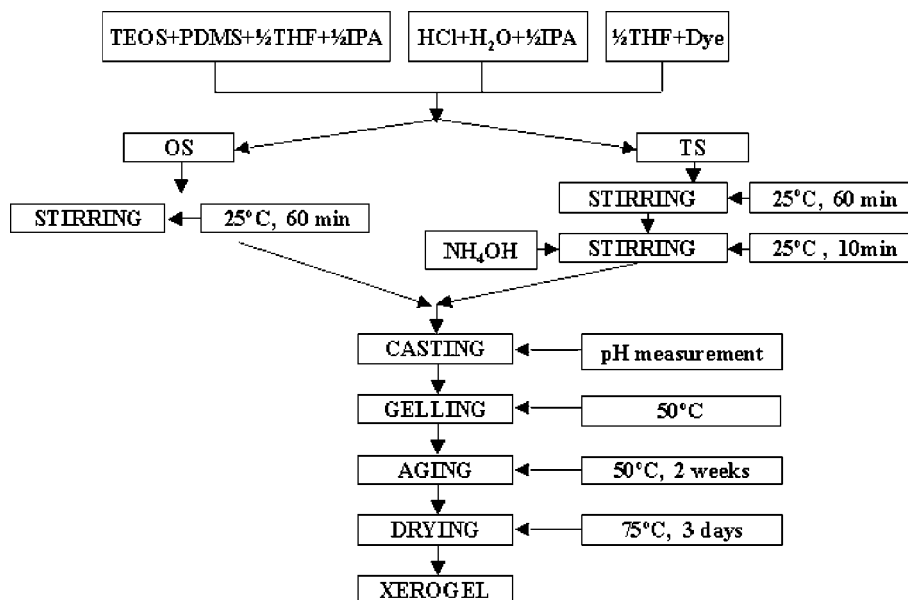 TEOS+PDMS+½THF+½IPA
HCl+H₂O+½IPA
½THF+Dye
OS
TS
STIRRING
25°C, 60 min
STIRRING
25°C, 60 min
NH₄OH
STIRRING
25°C, 10min
CASTING
pH measurement
GELLING
50°C
AGING
50°C, 2 weeks
DRYING
75°C, 3 days
XEROGEL